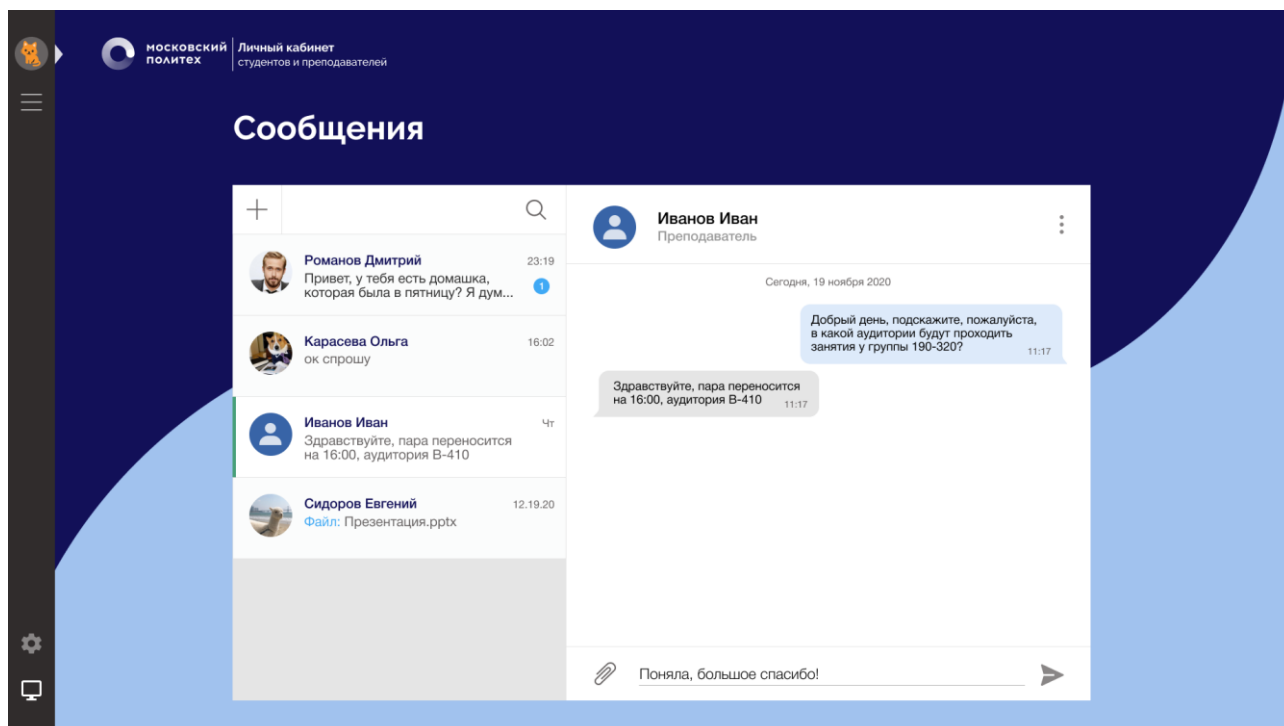 московский
политех
Личный кабинет
студентов и преподавателей
Сообщения
Романов Дмитрий
23:19
Привет, у тебя есть домашка,
которая была в пятницу? Я дум...
1
Карасева Ольга
16:02
ок спрошу
Иванов Иван
Чт
Здравствуйте, пара переносится
на 16:00, аудитория В-410
Сидоров Евгений
12.19.20
Файл: Презентация.pptx
Иванов Иван
Преподаватель
Сегодня, 19 ноября 2020
Добрый день, подскажите, пожалуйста,
в какой аудитории будут проходить
занятия у группы 190-320?
11:17
Здравствуйте, пара переносится
на 16:00, аудитория В-410
11:17
Поняла, большое спасибо!